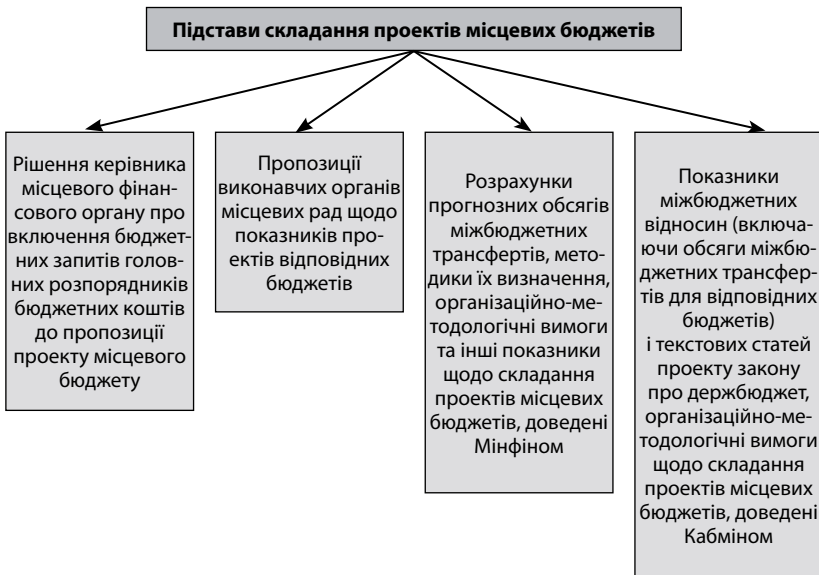 Підстави складання проектів місцевих бюджетів
Рішення керівника
місцевого фінан-
сового органу про
включення бюджет-
них запитів голов-
них розпорядників
бюджетних коштів
до пропозиції
проекту місцевого
бюджету
Пропозиції
виконавчих органів
місцевих рад щодо
показників про-
ектів відповідних
бюджетів
Розрахунки
прогнозних обсягів
міжбюджетних
трансфертів, мето-
дики їх визначення,
організаційно-ме-
тодологічні вимоги
та інші показники
щодо складання
проектів місцевих
бюджетів, доведені
Мінфіном
Показники
міжбюджетних
відносин (включа-
ючи обсяги міжбю-
джетних трансфер-
тів для відповідних
бюджетів)
і текстових статей
проекту закону
про держбюджет,
організаційно-ме-
тодологічні вимоги
щодо складання
проектів місцевих
бюджетів, доведені
Кабміном